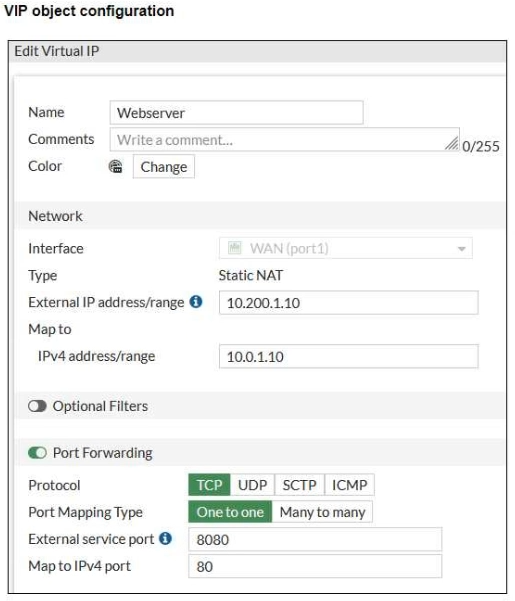 VIP object configuration
Edit Virtual IP
Name Webserver
Comments Write a comment... 0/255
Color Change
Network
Interface WAN (port1)
Type Static NAT
External IP address/range 10.200.1.10
Map to
IPv4 address/range 10.0.1.10
Optional Filters
Port Forwarding
Protocol TCP UDP SCTP ICMP
Port Mapping Type One to one Many to many
External service port 8080
Map to IPv4 port 80